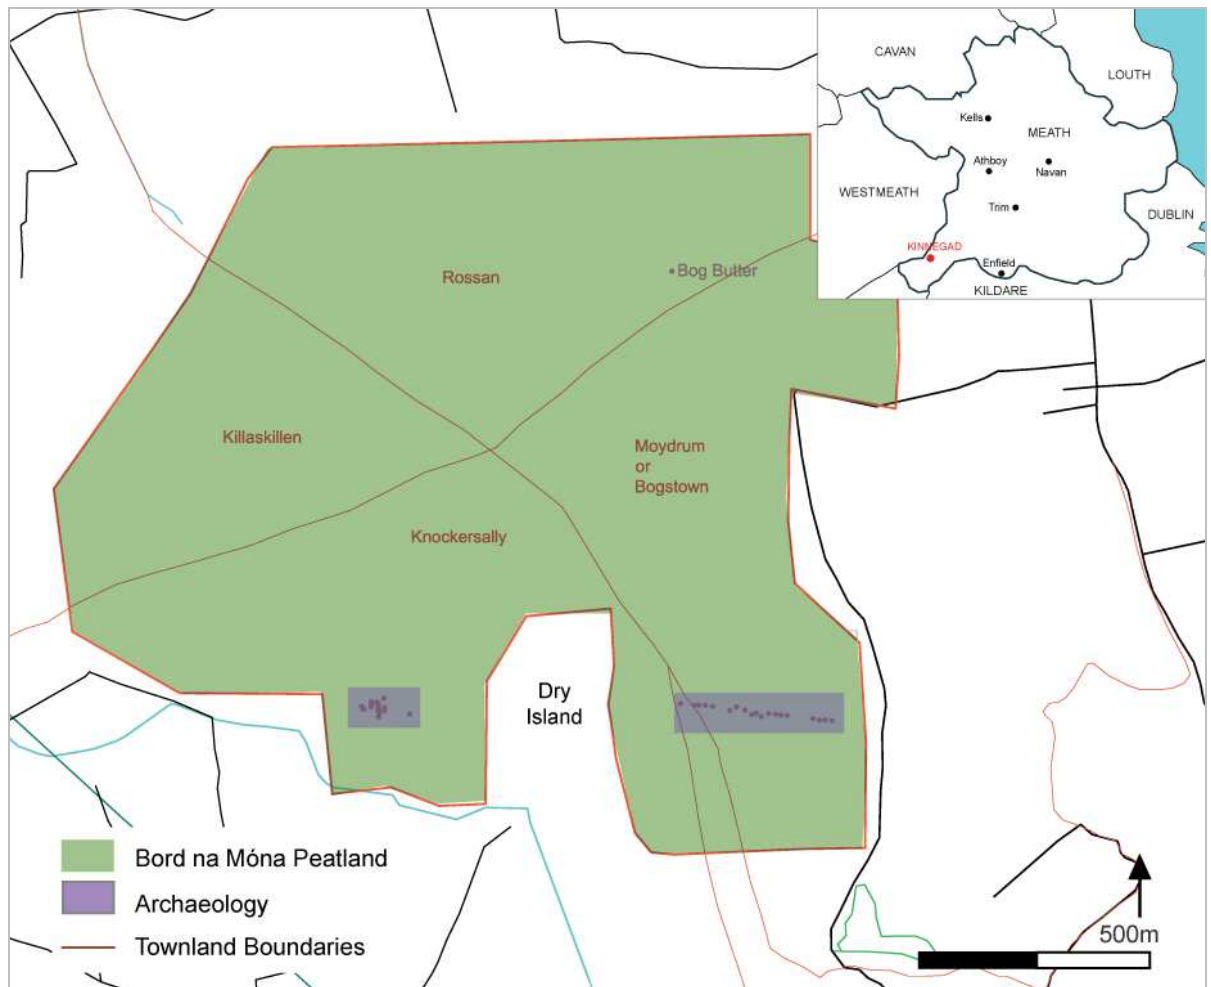 CAVAN
LOUTH
Kells
MEATH
Athboy
Navan
WESTMEATH
Trim
DUBLIN
KINNEGAD
Enfield
KILDARE
Rossan
Bog Butter
Killaskillen
Moydrum
or
Bogstown
Knockersally
Dry
Island
Bord na Móna Peatland
Archaeology
Townland Boundaries
500m